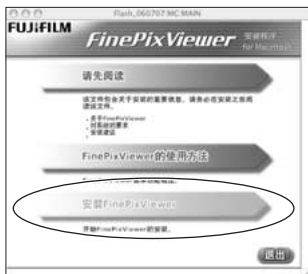 Flash_060707 MC MAIN
FUJIFILM
FinePixViewer 安装程序
for Macintosh
请先阅读
该文件包含关于安装的重要信息。请务必在安装之前阅读该文件。
· 关于FinePixViewer
· 对系统的要求
· 安装建议
FinePixViewer的使用方法
安装FinePixViewer
开始FinePixViewer的安装。
退出